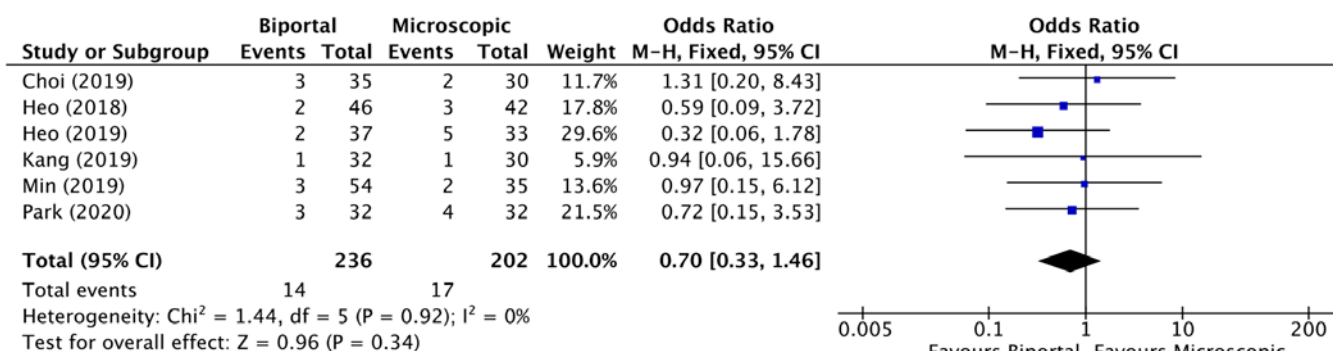 Biportal Microscopic Odds Ratio Odds Ratio
Study or Subgroup Events Total Events Total Weight M-H, Fixed, 95% CI M-H, Fixed, 95% CI
Choi (2019) 3 35 2 30 11.7% 1.31 [0.20, 8.43]
Heo (2018) 2 46 3 42 17.8% 0.59 [0.09, 3.72]
Heo (2019) 2 37 5 33 29.6% 0.32 [0.06, 1.78]
Kang (2019) 1 32 1 30 5.9% 0.94 [0.06, 15.66]
Min (2019) 3 54 2 35 13.6% 0.97 [0.15, 6.12]
Park (2020) 3 32 4 32 21.5% 0.72 [0.15, 3.53]
Total (95% CI) 236 202 100.0% 0.70 [0.33, 1.46]
Total events 14 17
Heterogeneity: Chi² = 1.44, df = 5 (P = 0.92); I² = 0%
Test for overall effect: Z = 0.96 (P = 0.34)
0.005 0.1 1 10 200
Favours Biportal Favours Microscopic